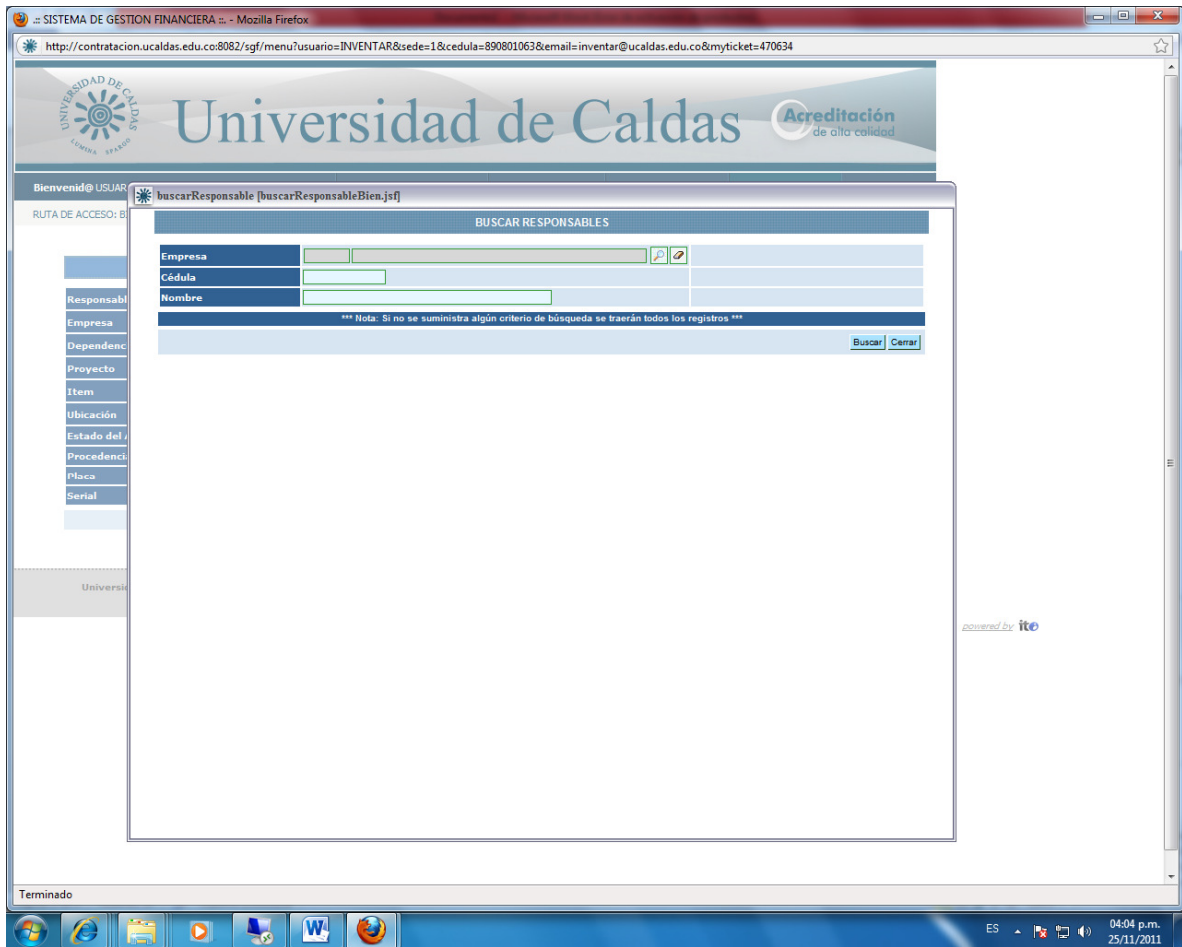 .:: SISTEMA DE GESTION FINANCIERA ::. - Mozilla Firefox
http://contratacion.ucaldas.edu.co:8082/sgf/menu?usuario=INVENTAR&sede=1&cedula=890801063&email=inventar@ucaldas.edu.co&myticket=470634
UNIVERSIDAD DE CALDAS
LUMINA SPARGO
Universidad de Caldas
Acreditación
de alta calidad
Bienvenid@ USUAR
buscarResponsable [buscarResponsableBien.jsf]
RUTA DE ACCESO: B
BUSCAR RESPONSABLES
Empresa
Cédula
Nombre
*** Nota: Si no se suministra algún criterio de búsqueda se traerán todos los registros ***
Buscar Cerrar
Responsabl
Empresa
Dependenc
Proyecto
Item
Ubicación
Estado del
Procedenci
Placa
Serial
Universid
powered by ito
Terminado
W
ES
04:04 p.m.
25/11/2011